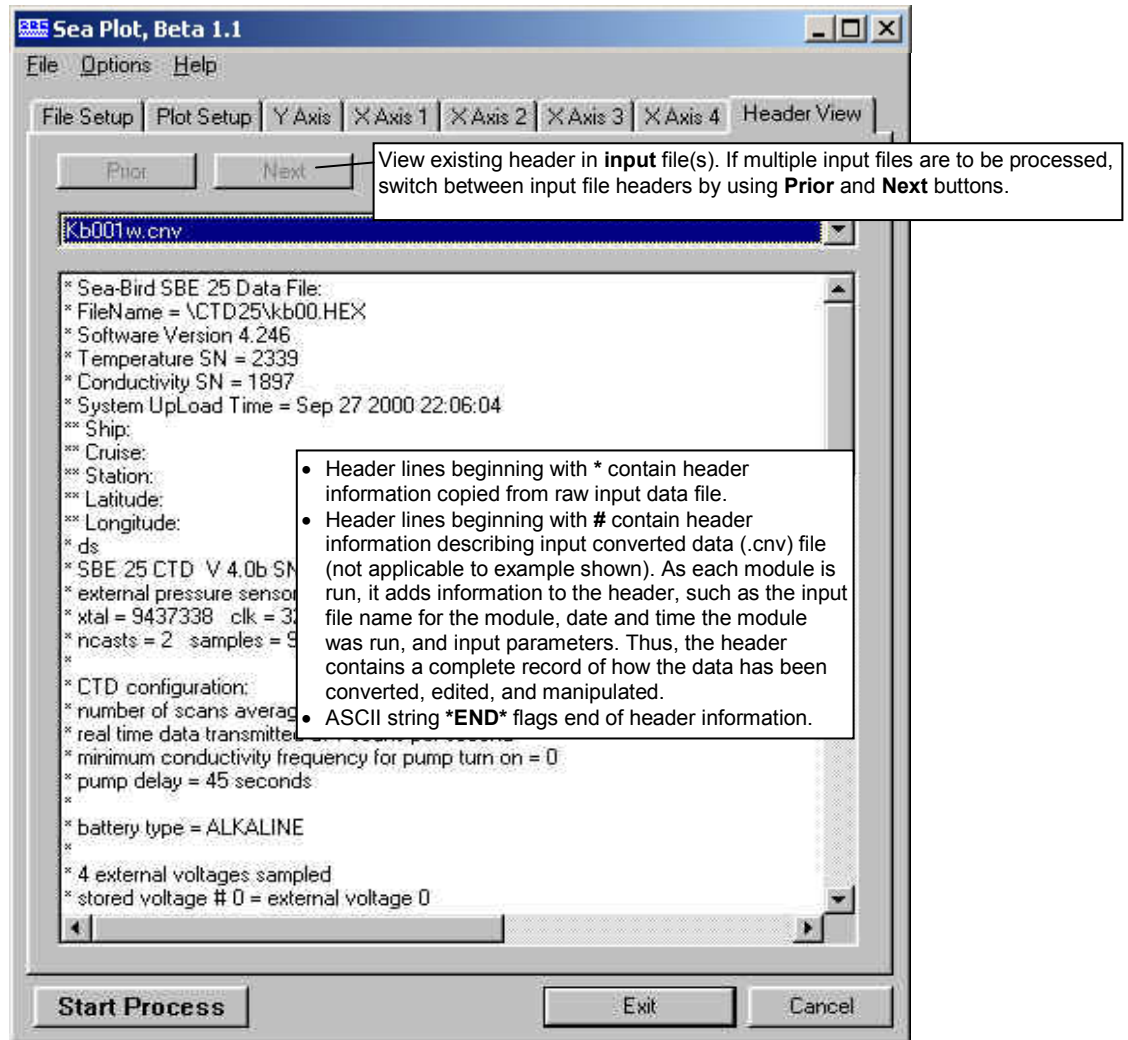 Sea Plot, Beta 1.1
File Options Help
File Setup Plot Setup Y Axis X Axis 1 X Axis 2 X Axis 3 X Axis 4 Header View
Prior Next
View existing header in input file(s). If multiple input files are to be processed,
switch between input file headers by using Prior and Next buttons.
Kb001w.cnv
* Sea-Bird SBE 25 Data File:
* FileName = \CTD25\kb00.HEX
* Software Version 4.246
* Temperature SN = 2339
* Conductivity SN = 1897
* System UpLoad Time = Sep 27 2000 22:06:04
** Ship:
** Cruise:
** Station:
** Latitude:
** Longitude:
* ds
* SBE 25 CTD V 4.0b SN
* external pressure sensor
* xtal = 9437338 clk = 32
* ncasts = 2 samples =
*
* CTD configuration:
* number of scans averag
* real time data transmitted
* minimum conductivity frequency for pump turn on = 0
* pump delay = 45 seconds
*
* battery type = ALKALINE
*
* 4 external voltages sampled
* stored voltage # 0 = external voltage 0
• Header lines beginning with * contain header
information copied from raw input data file.
• Header lines beginning with # contain header
information describing input converted data (.cnv) file
(not applicable to example shown). As each module is
run, it adds information to the header, such as the input
file name for the module, date and time the module
was run, and input parameters. Thus, the header
contains a complete record of how the data has been
converted, edited, and manipulated.
• ASCII string *END* flags end of header information.
Start Process Exit Cancel